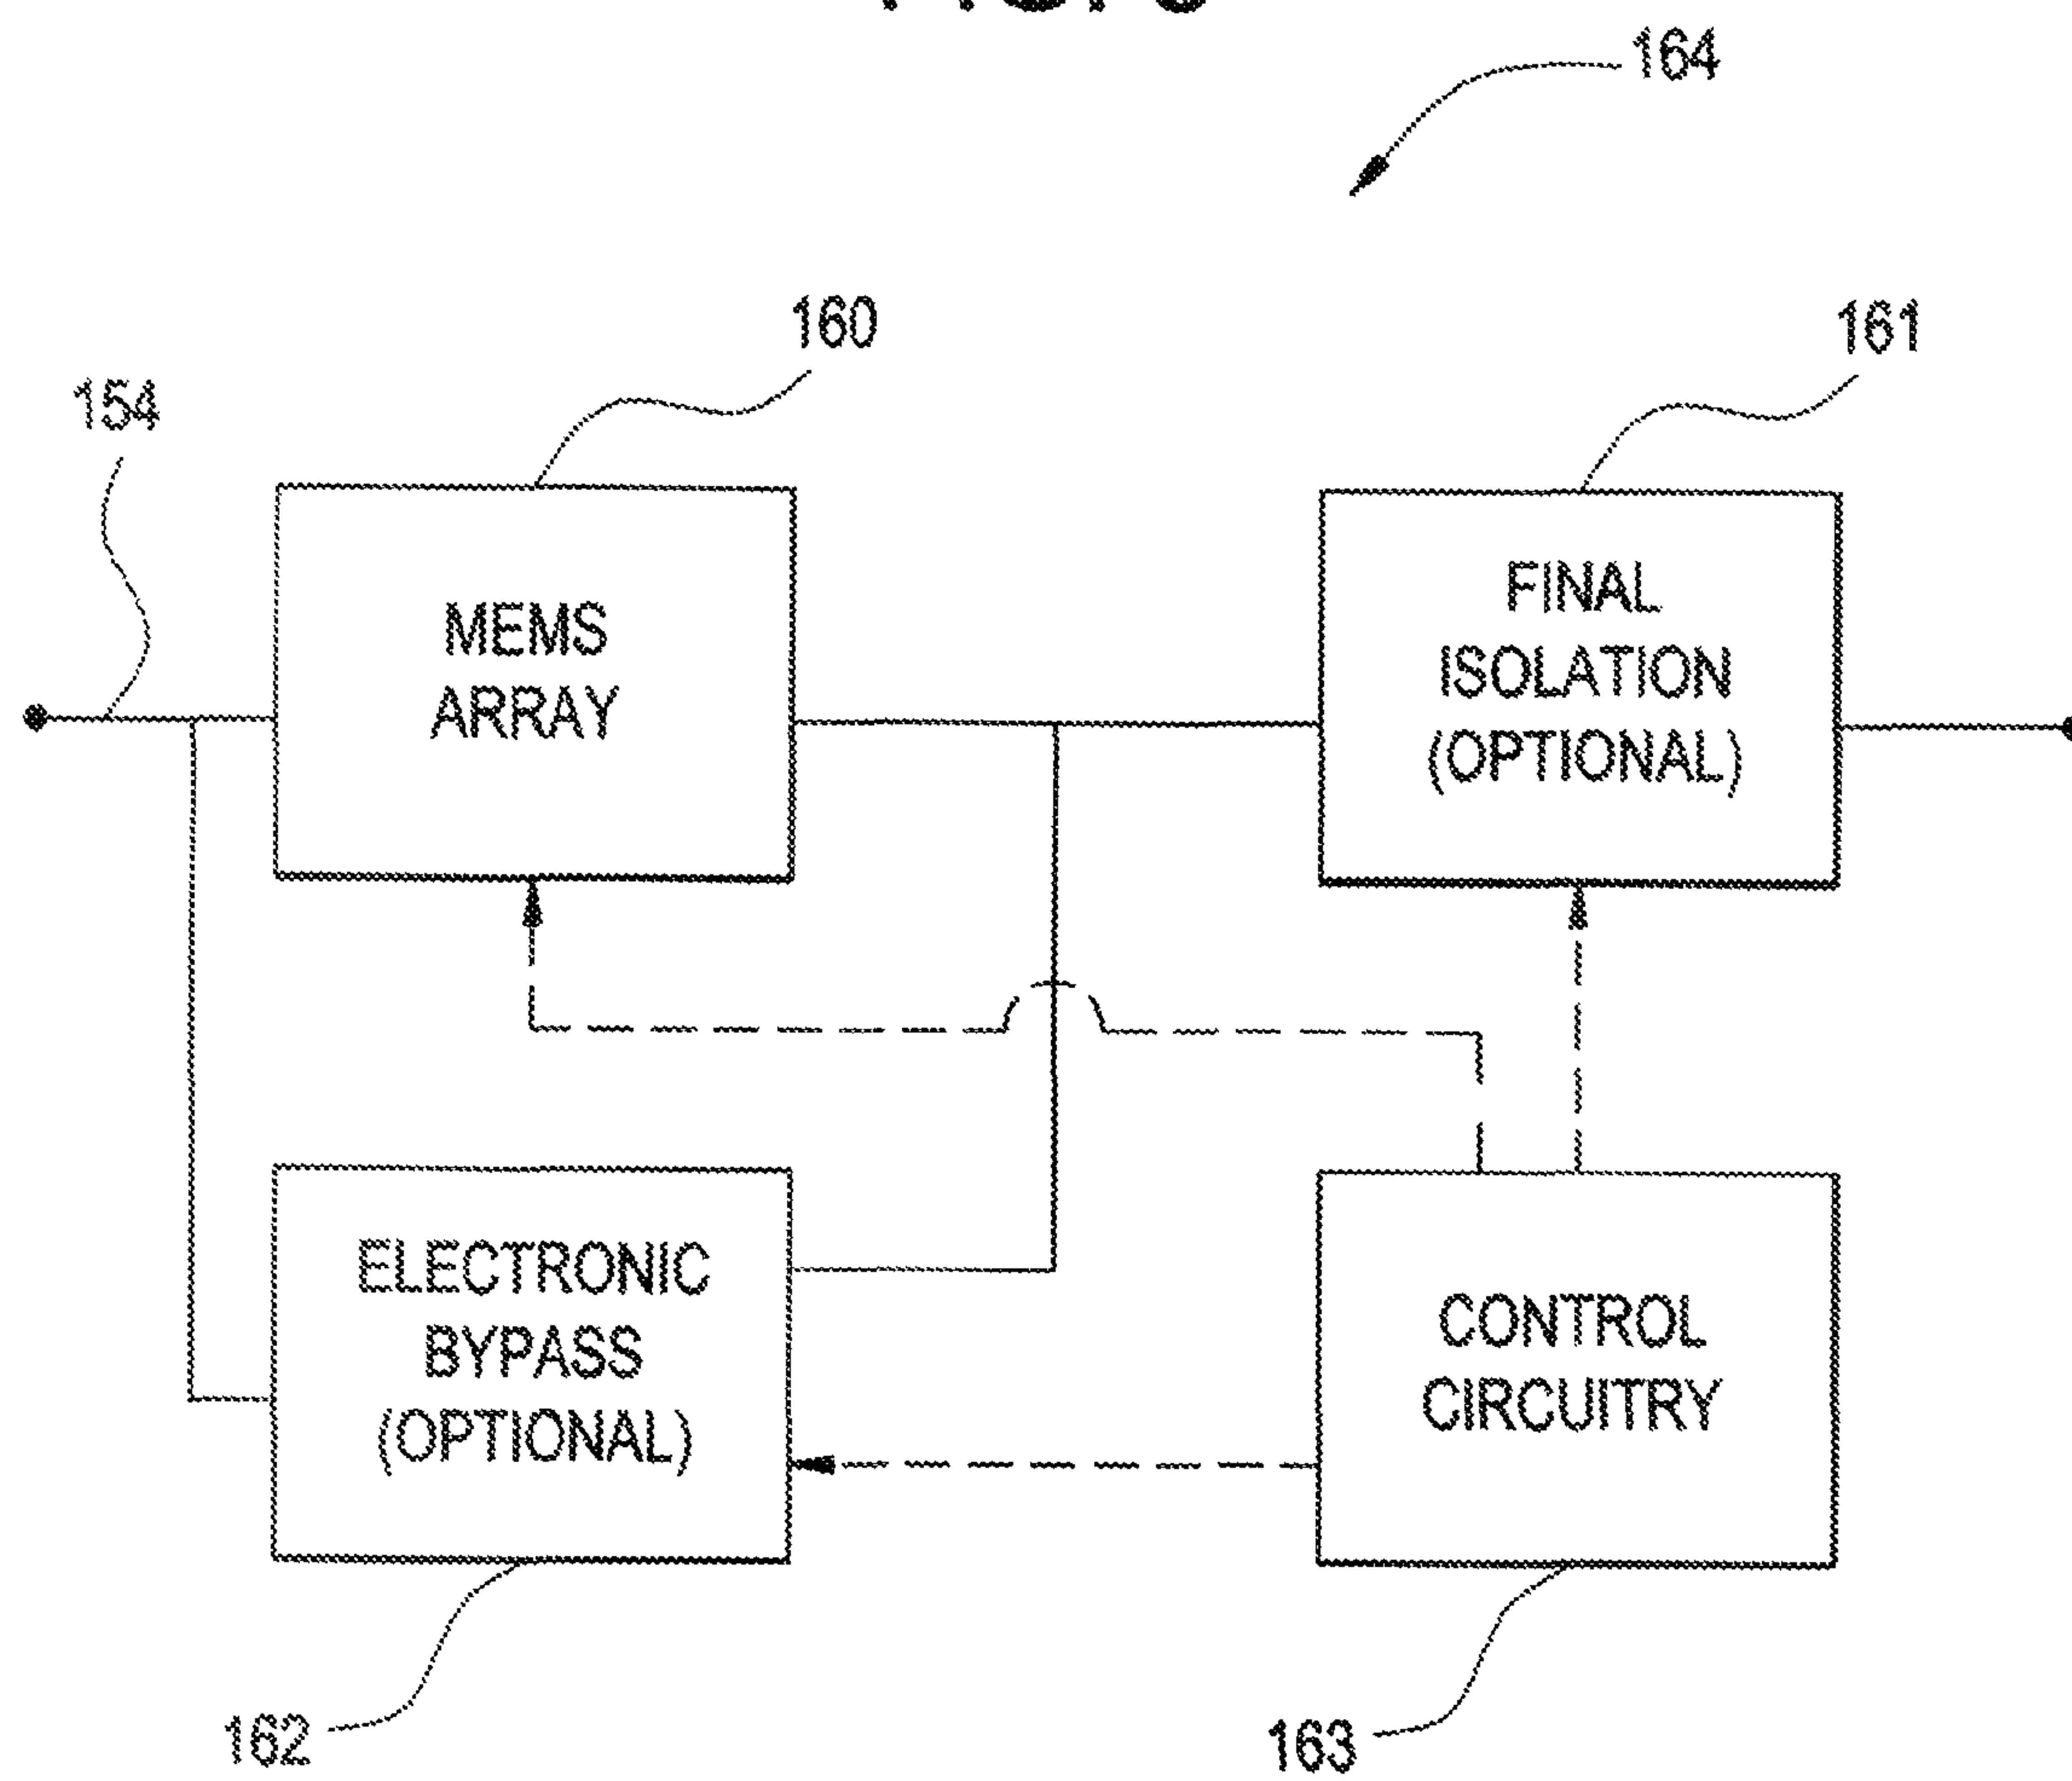 164
160
161
154
MEMS
ARRAY
FINAL
ISOLATION
(OPTIONAL)
ELECTRONIC
BYPASS
(OPTIONAL)
CONTROL
CIRCUITRY
162
163